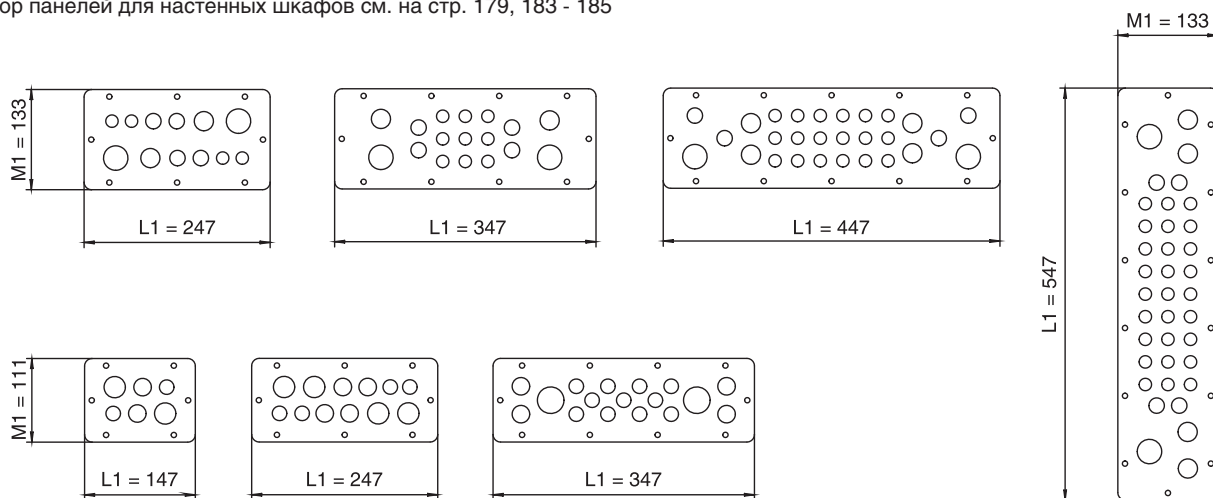 ор панелей для настенных шкафов см. на стр. 179, 183 - 185
M1 = 133
M1 = 133
L1 = 247
L1 = 347
L1 = 447
L1 = 547
M1 = 111
L1 = 147
L1 = 247
L1 = 347